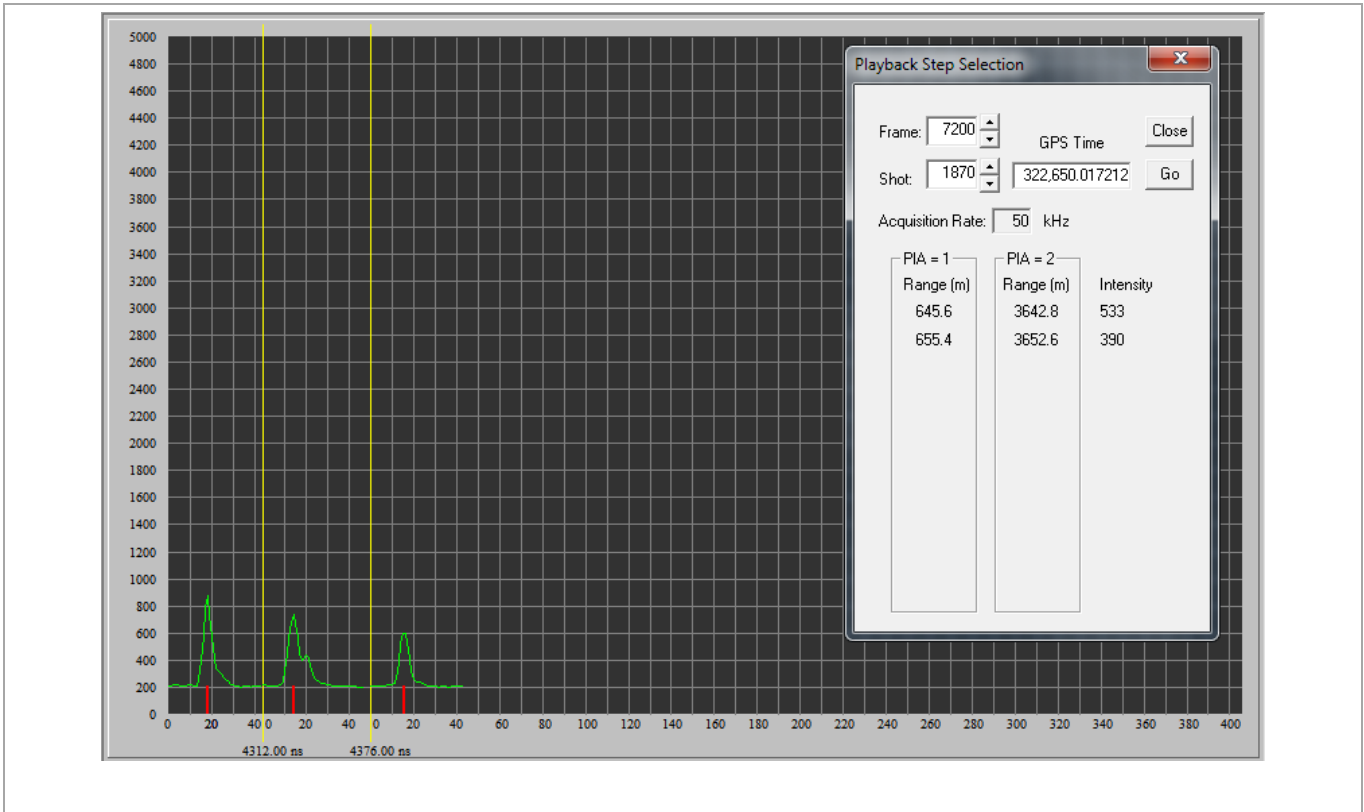 5000
4800
4600
4400
4200
4000
3800
3600
3400
3200
3000
2800
2600
2400
2200
2000
1800
1600
1400
1200
1000
800
600
400
200
0
0 20 40 0 20 40 0 20 40 60 80 100 120 140 160 180 200 220 240 260 280 300 320 340 360 380 400
4312.00 ns 4376.00 ns
Playback Step Selection X
Frame: 7200 GPS Time Close
Shot: 1870 322,650.017212 Go
Acquisition Rate: 50 kHz
PIA = 1 PIA = 2
Range (m) Range (m) Intensity
645.6 3642.8 533
655.4 3652.6 390